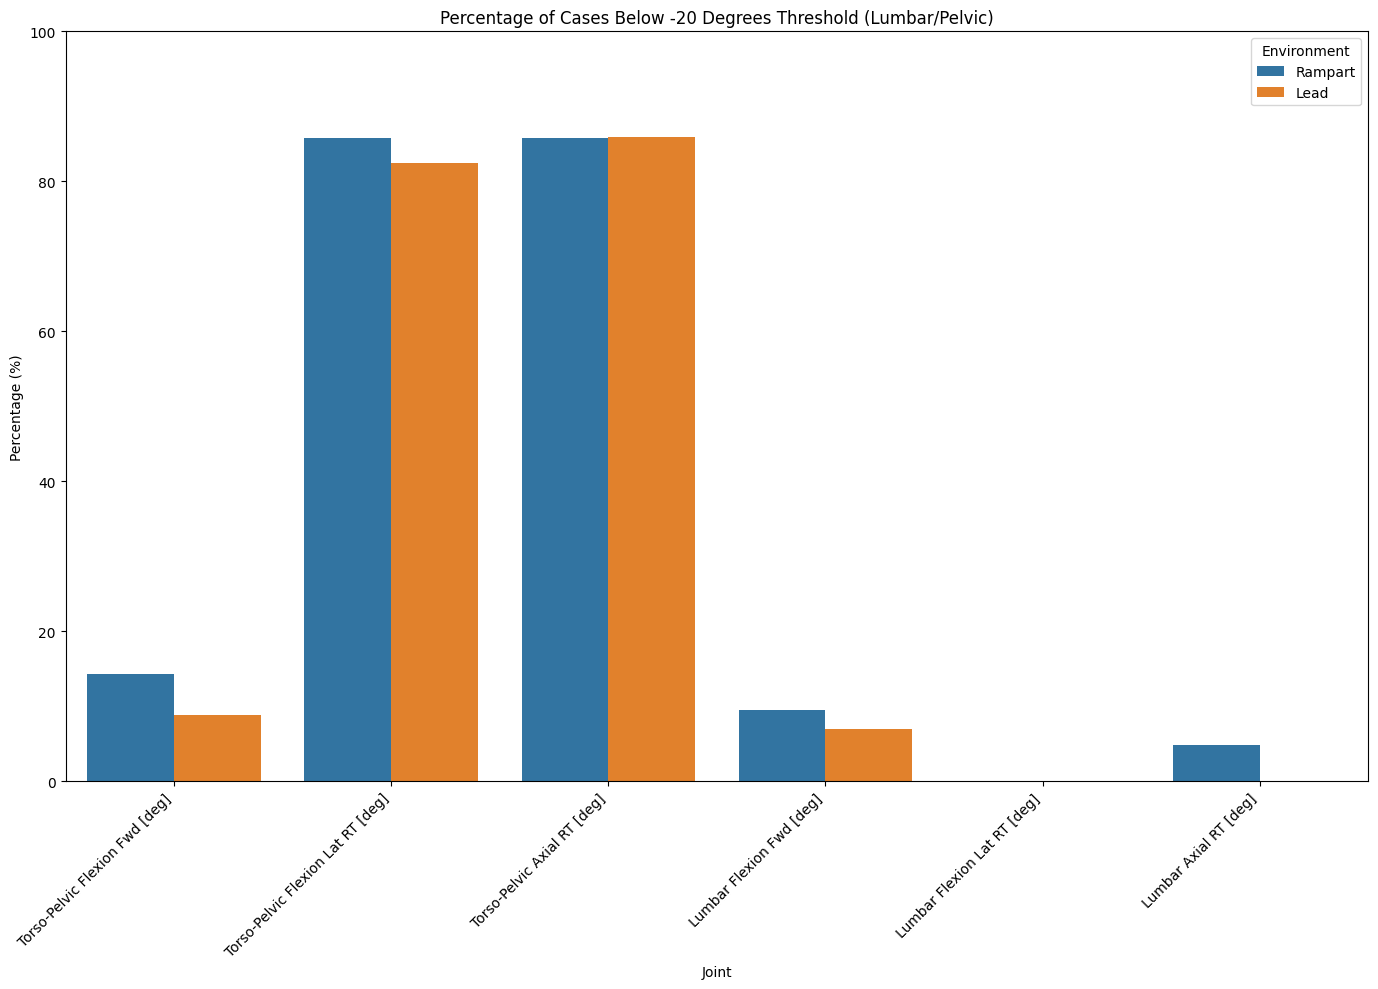 Percentage of Cases Below -20 Degrees Threshold (Lumbar/Pelvic)
Environment
Rampart
Lead
Percentage (%)
100
80
60
40
20
0
Torso-Pelvic Flexion Fwd [deg]
Torso-Pelvic Flexion Lat RT [deg]
Torso-Pelvic Axial RT [deg]
Lumbar Flexion Fwd [deg]
Lumbar Flexion Lat RT [deg]
Lumbar Axial RT [deg]
Joint